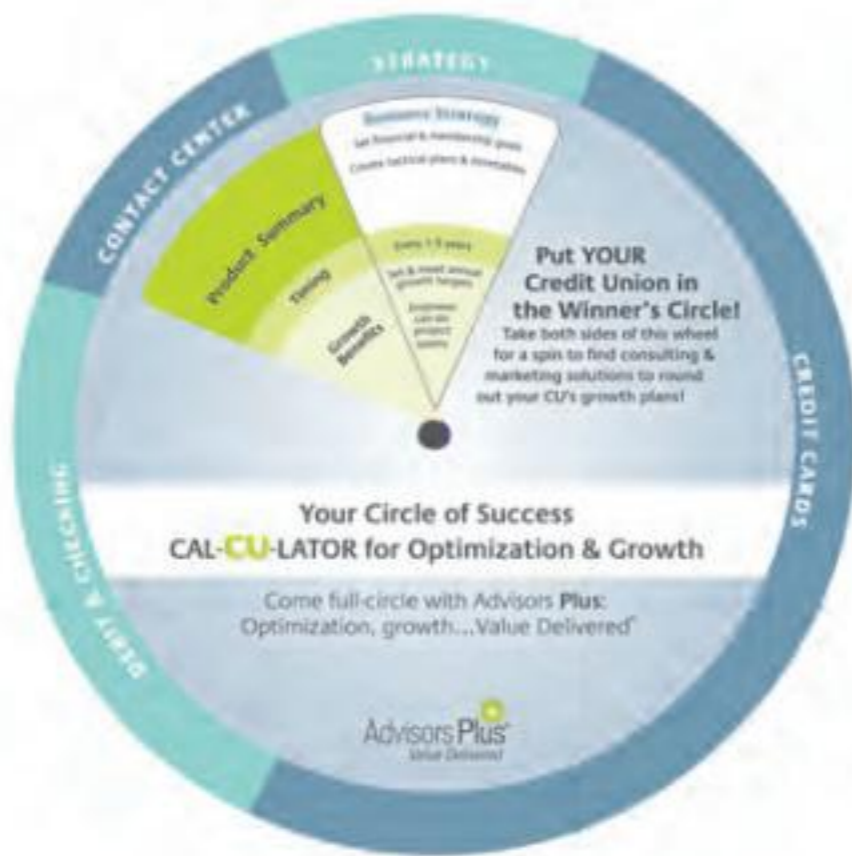 STRATEGY
CONTACT CENTER
CREDIT CARDS
DEBIT & CHECKING
Business Strategy
Set financial & membership goals
Create tactical plans & timetables
Product Summary
Timing
Growth
Benefits
Every 1-3 years
Set & meet annual
growth targets
project
Put YOUR
Credit Union in
the Winner's Circle!
Take both sides of this wheel
for a spin to find consulting &
marketing solutions to round
out your CU's growth plans!
Your Circle of Success
CAL-CU-LATOR for Optimization & Growth
Come full-circle with Advisors Plus:
Optimization, growth...Value Delivered
Advisors Plus
Value Delivered